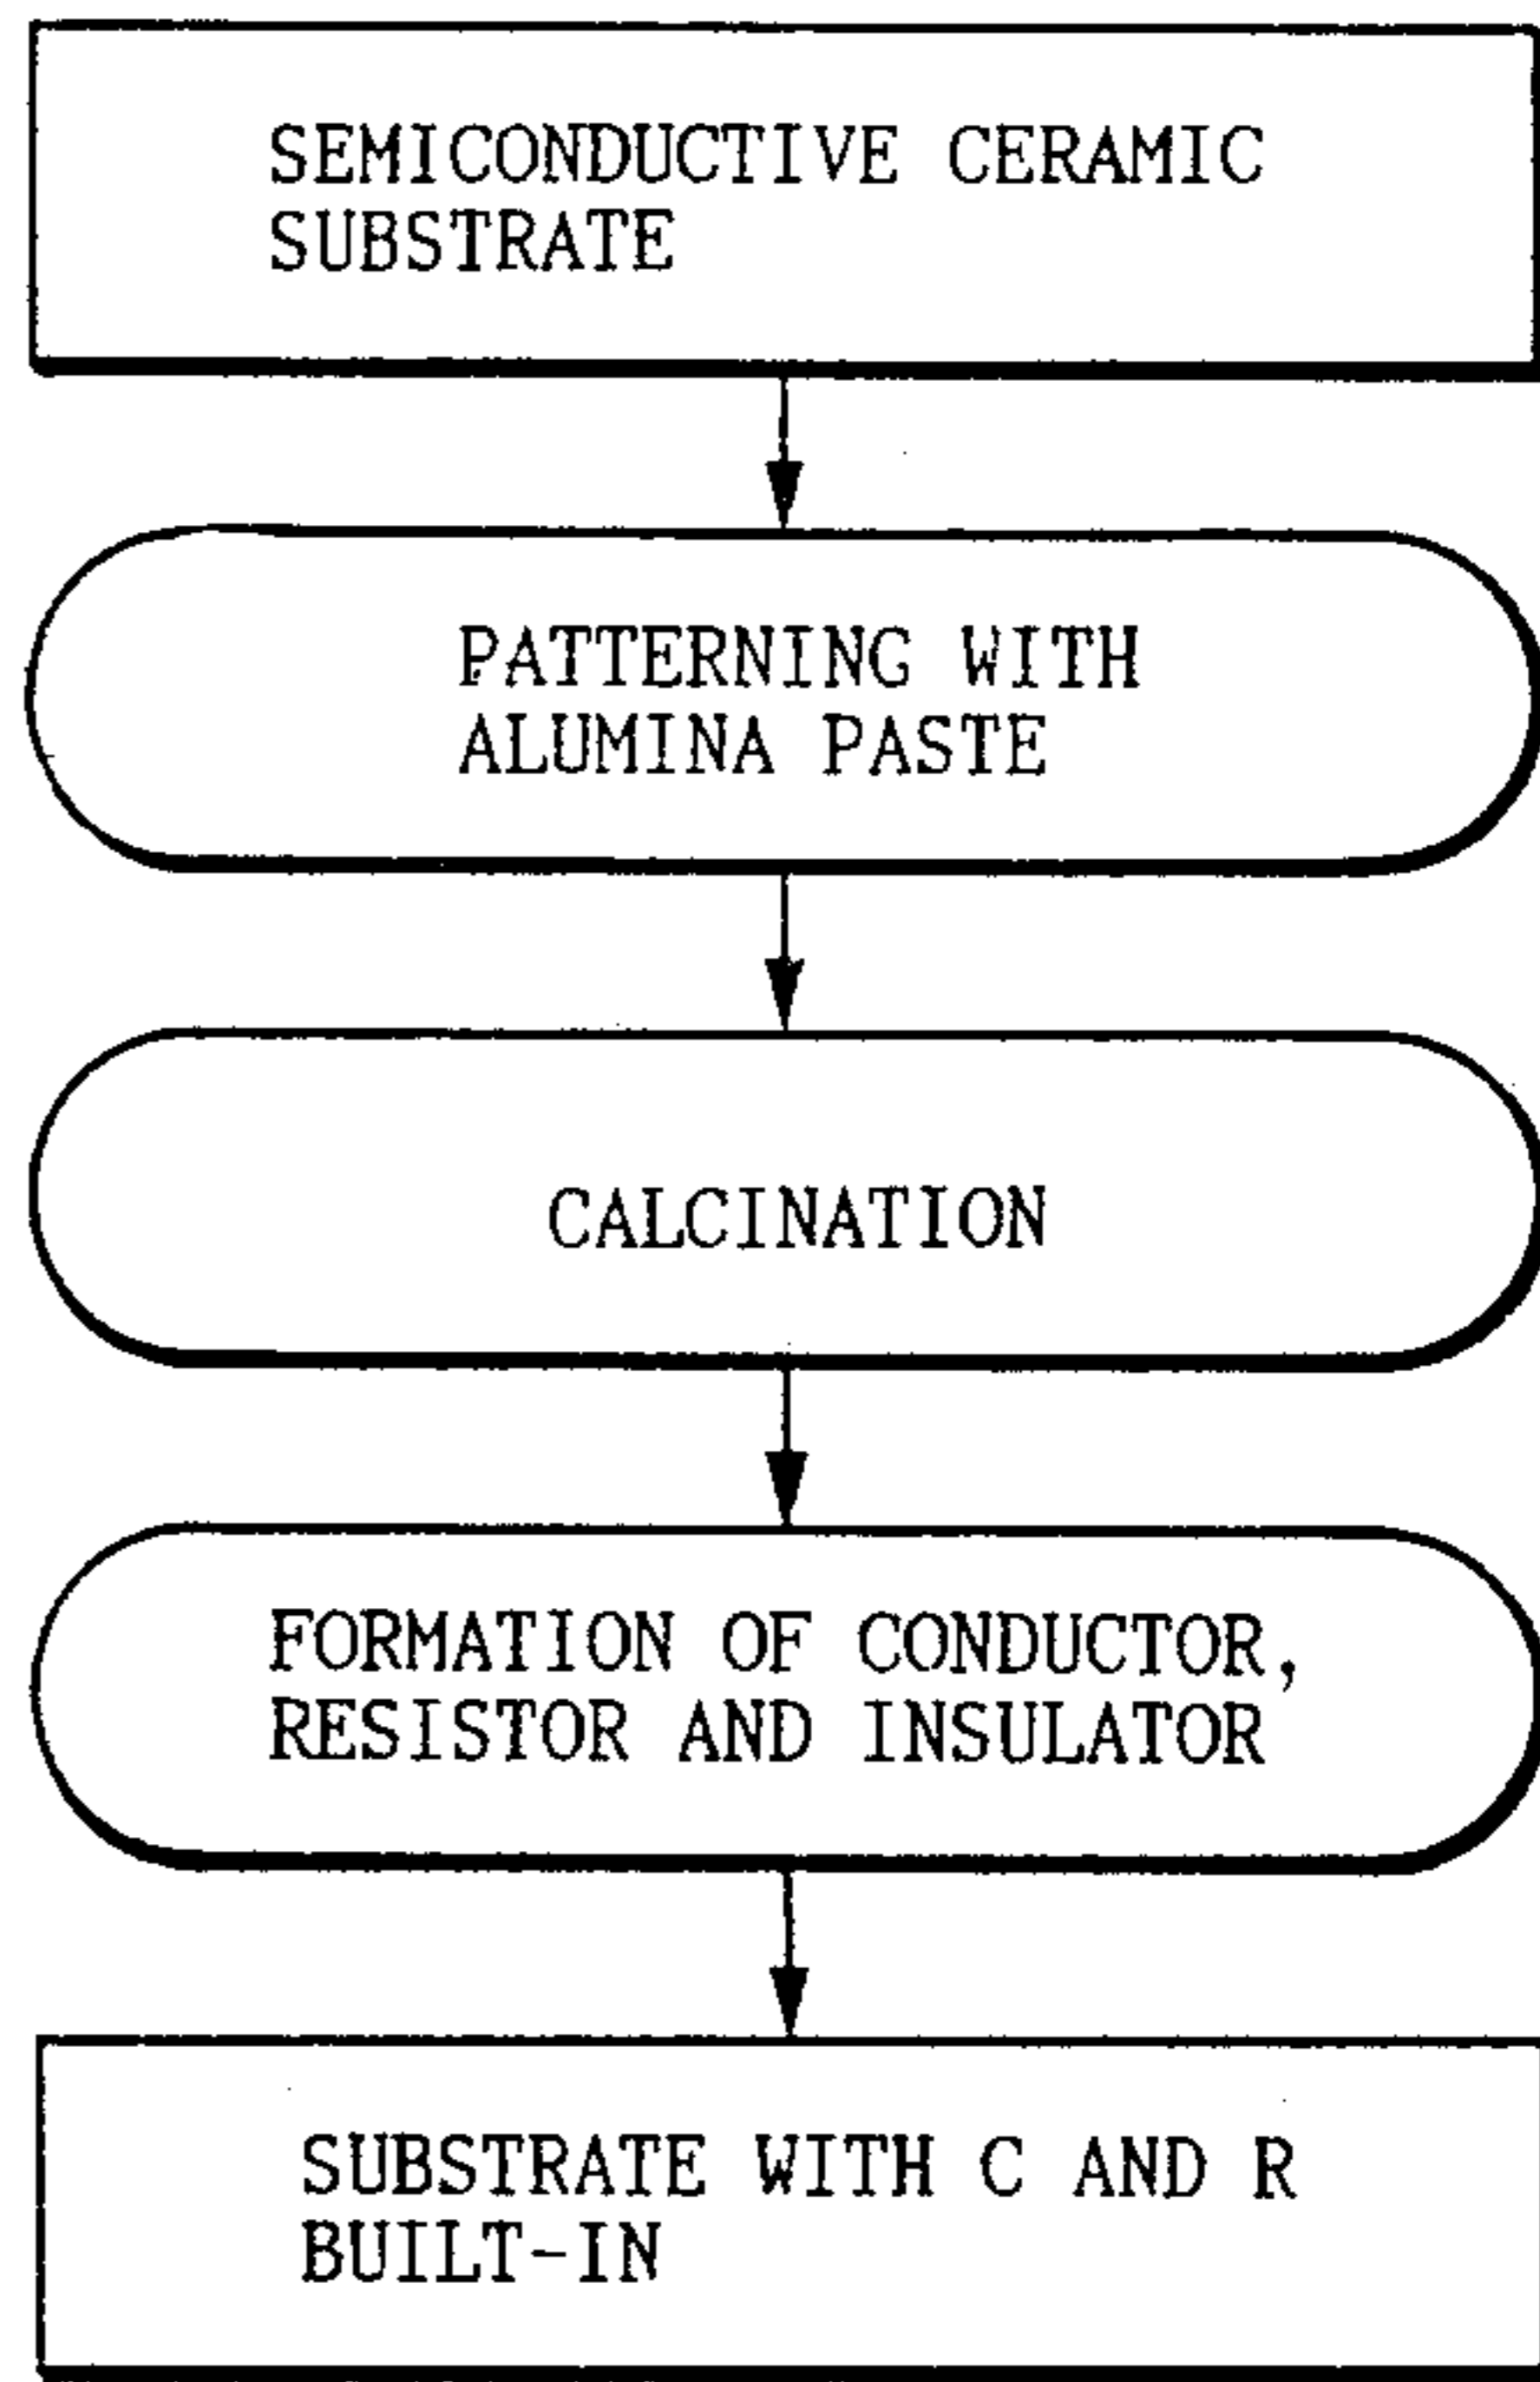 SEMICONDUCTIVE CERAMIC
SUBSTRATE
PATTERNING WITH
ALUMINA PASTE
CALCINATION
FORMATION OF CONDUCTOR,
RESISTOR AND INSULATOR
SUBSTRATE WITH C AND R
BUILT-IN